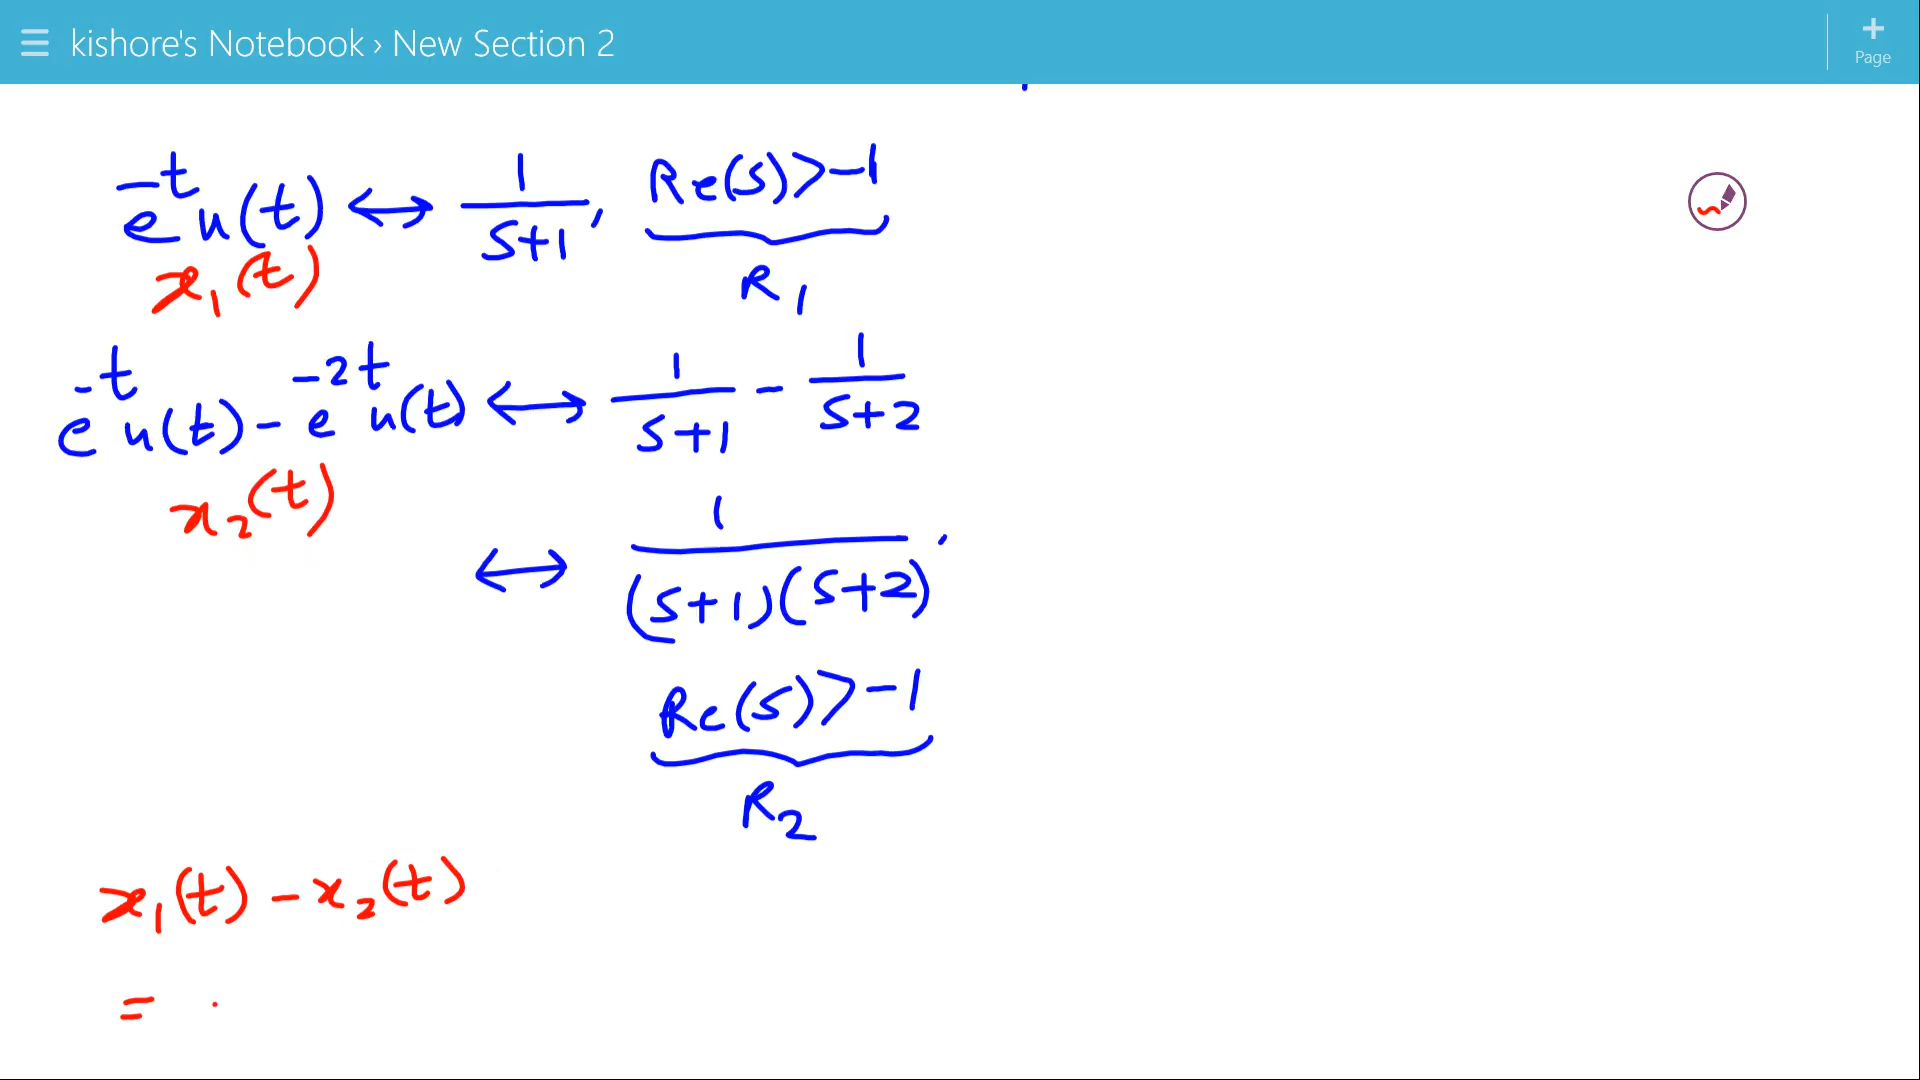 kishore's Notebook › New Section 2
Page
e^{-t} u(t) ↔ 1/(s+1), Re(s)>-1
x₁(t)
R₁
e^{-t} u(t) - e^{-2t} u(t) ↔ 1/(s+1) - 1/(s+2)
x₂(t)
↔ 1/((s+1)(s+2)),
Re(s)>-1
R₂
x₁(t) - x₂(t)
=